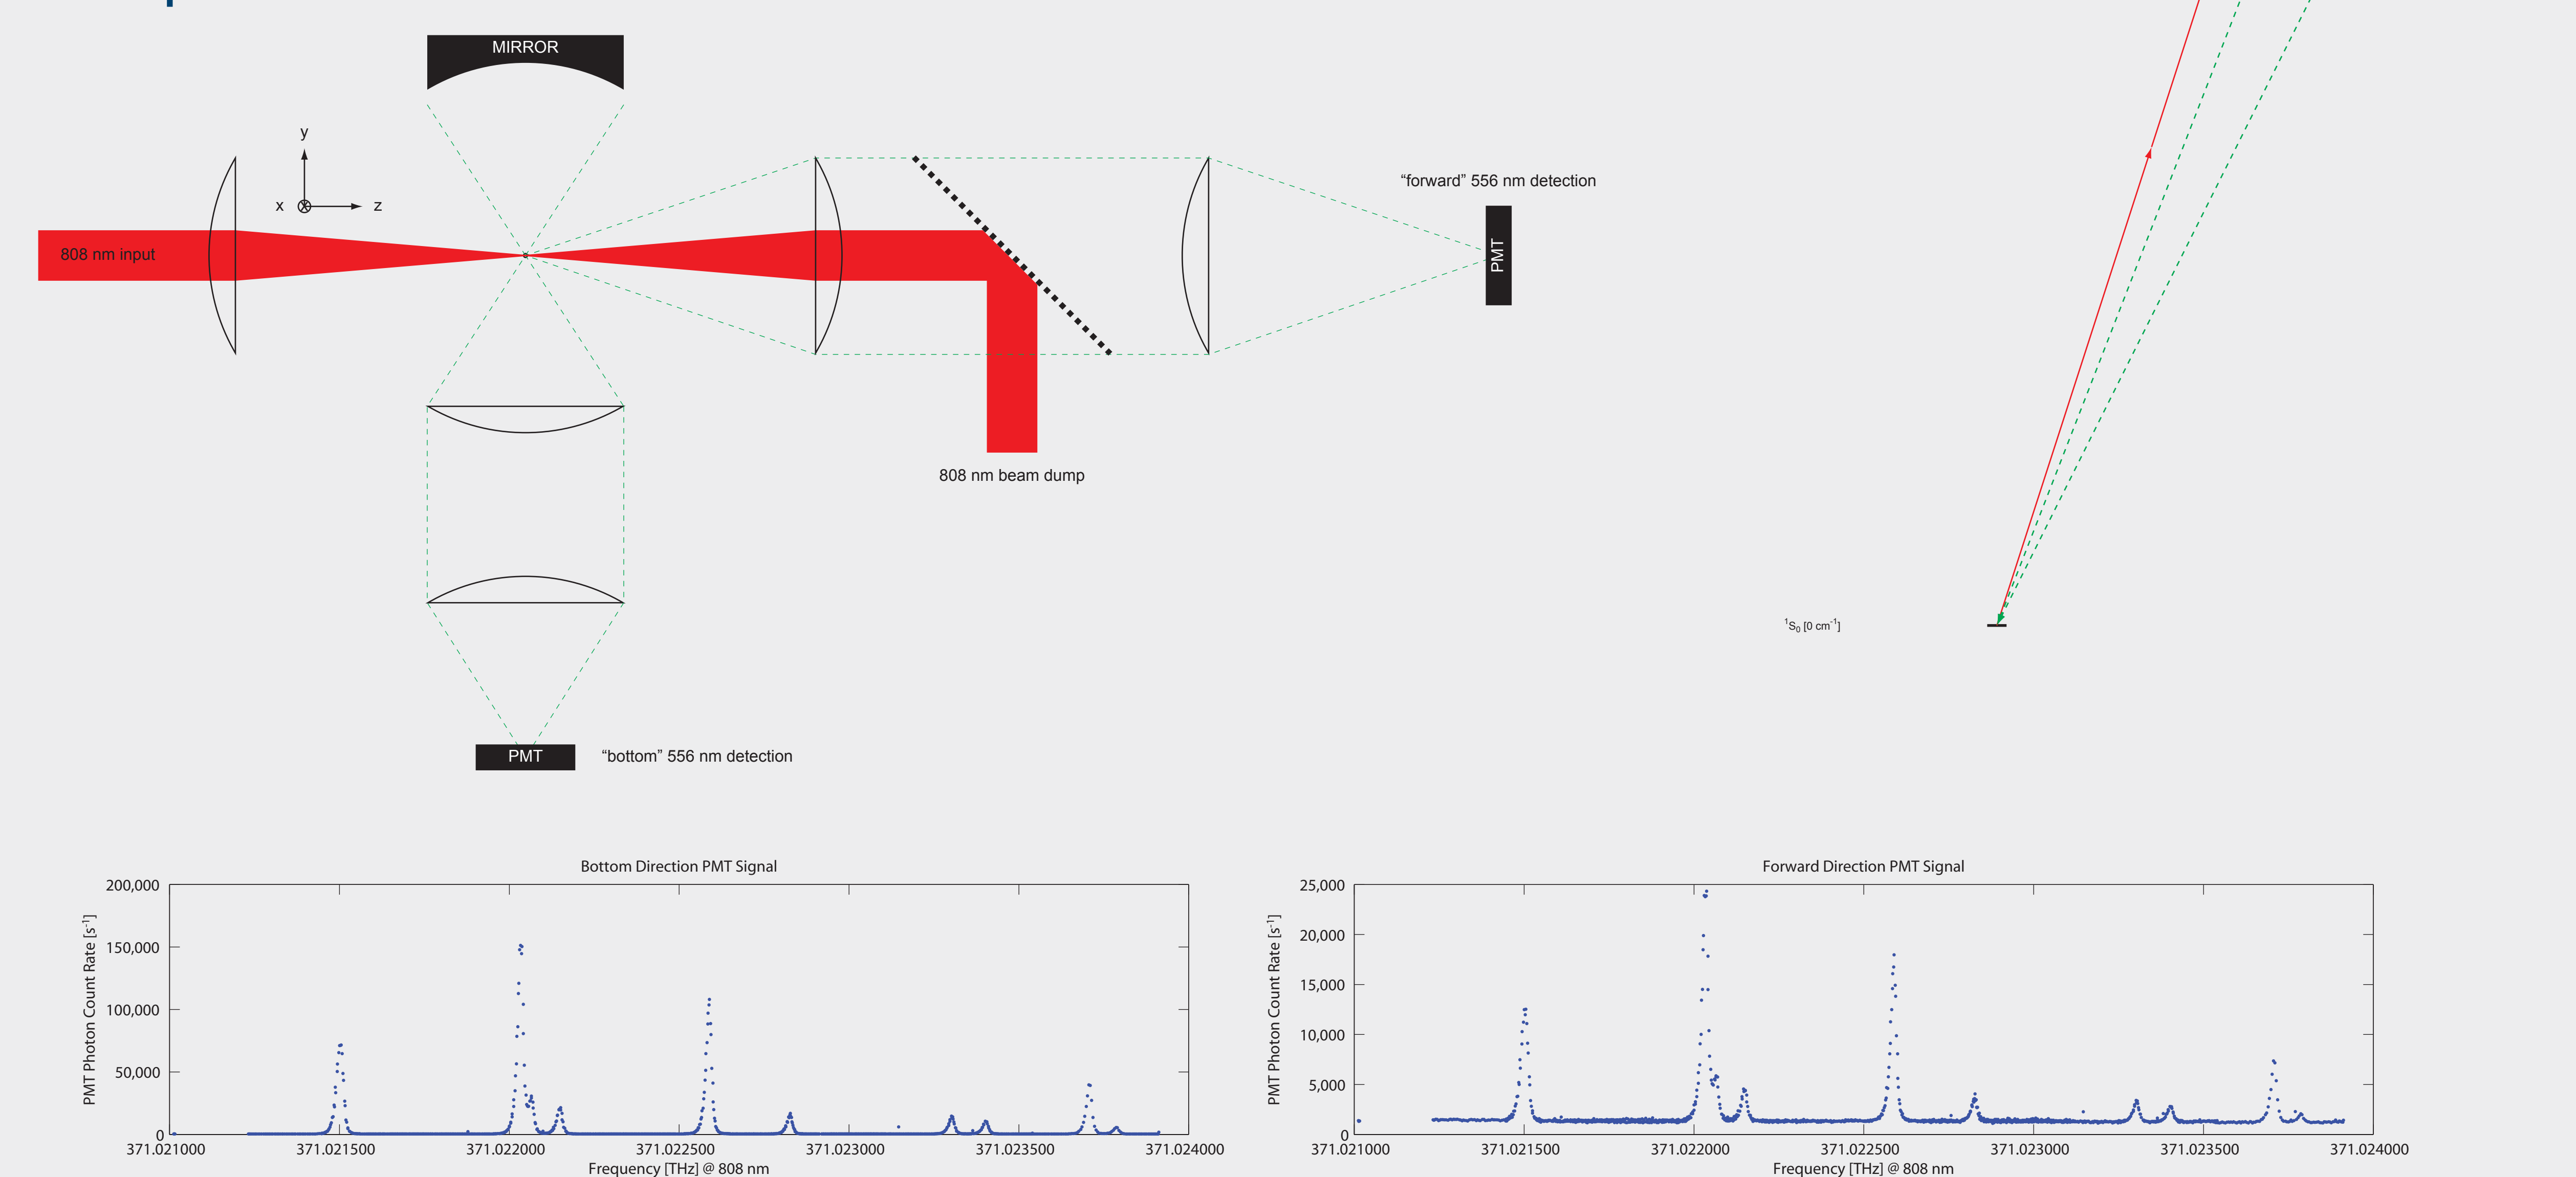 MIRROR
y
x
z
“forward” 556 nm detection
PMT
808 nm input
808 nm beam dump
¹S₀ [0 cm⁻¹]
PMT
“bottom” 556 nm detection
Bottom Direction PMT Signal
PMT Photon Count Rate [s⁻¹]
200,000
150,000
100,000
50,000
0
371.021000 371.021500 371.022000 371.022500 371.023000 371.023500 371.024000
Frequency [THz] @ 808 nm
Forward Direction PMT Signal
PMT Photon Count Rate [s⁻¹]
25,000
20,000
15,000
10,000
5,000
0
371.021000 371.021500 371.022000 371.022500 371.023000 371.023500 371.024000
Frequency [THz] @ 808 nm